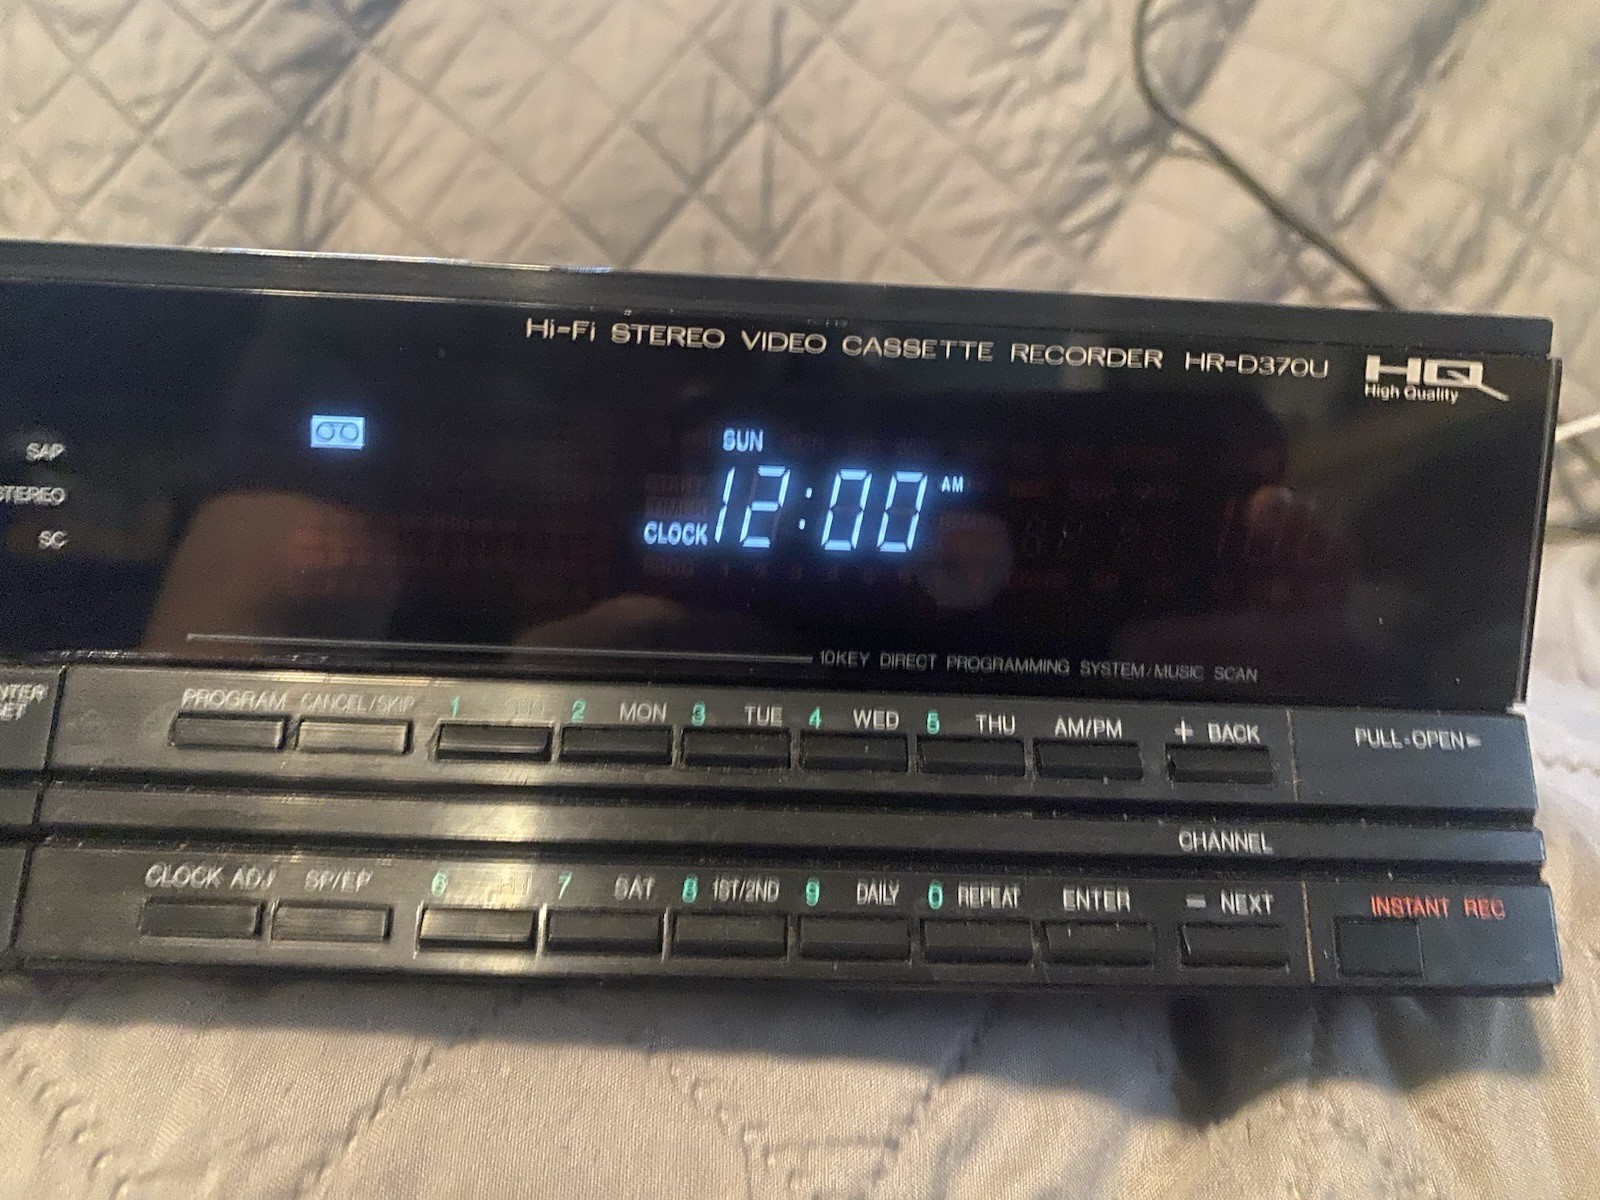 Hi-Fi STEREO VIDEO CASSETTE RECORDER HR-D370U
HQ
High Quality
SAP
STEREO
SC
SUN
12:00 AM
CLOCK
10KEY DIRECT PROGRAMMING SYSTEM/MUSIC SCAN
PROGRAM CANCEL/SKIP 1 2 MON 3 TUE 4 WED 5 THU AM/PM + BACK
PULL-OPEN
CHANNEL
CLOCK ADJ SP/EP 6 7 SAT 8 1ST/2ND 9 DAILY 0 REPEAT ENTER − NEXT
INSTANT REC